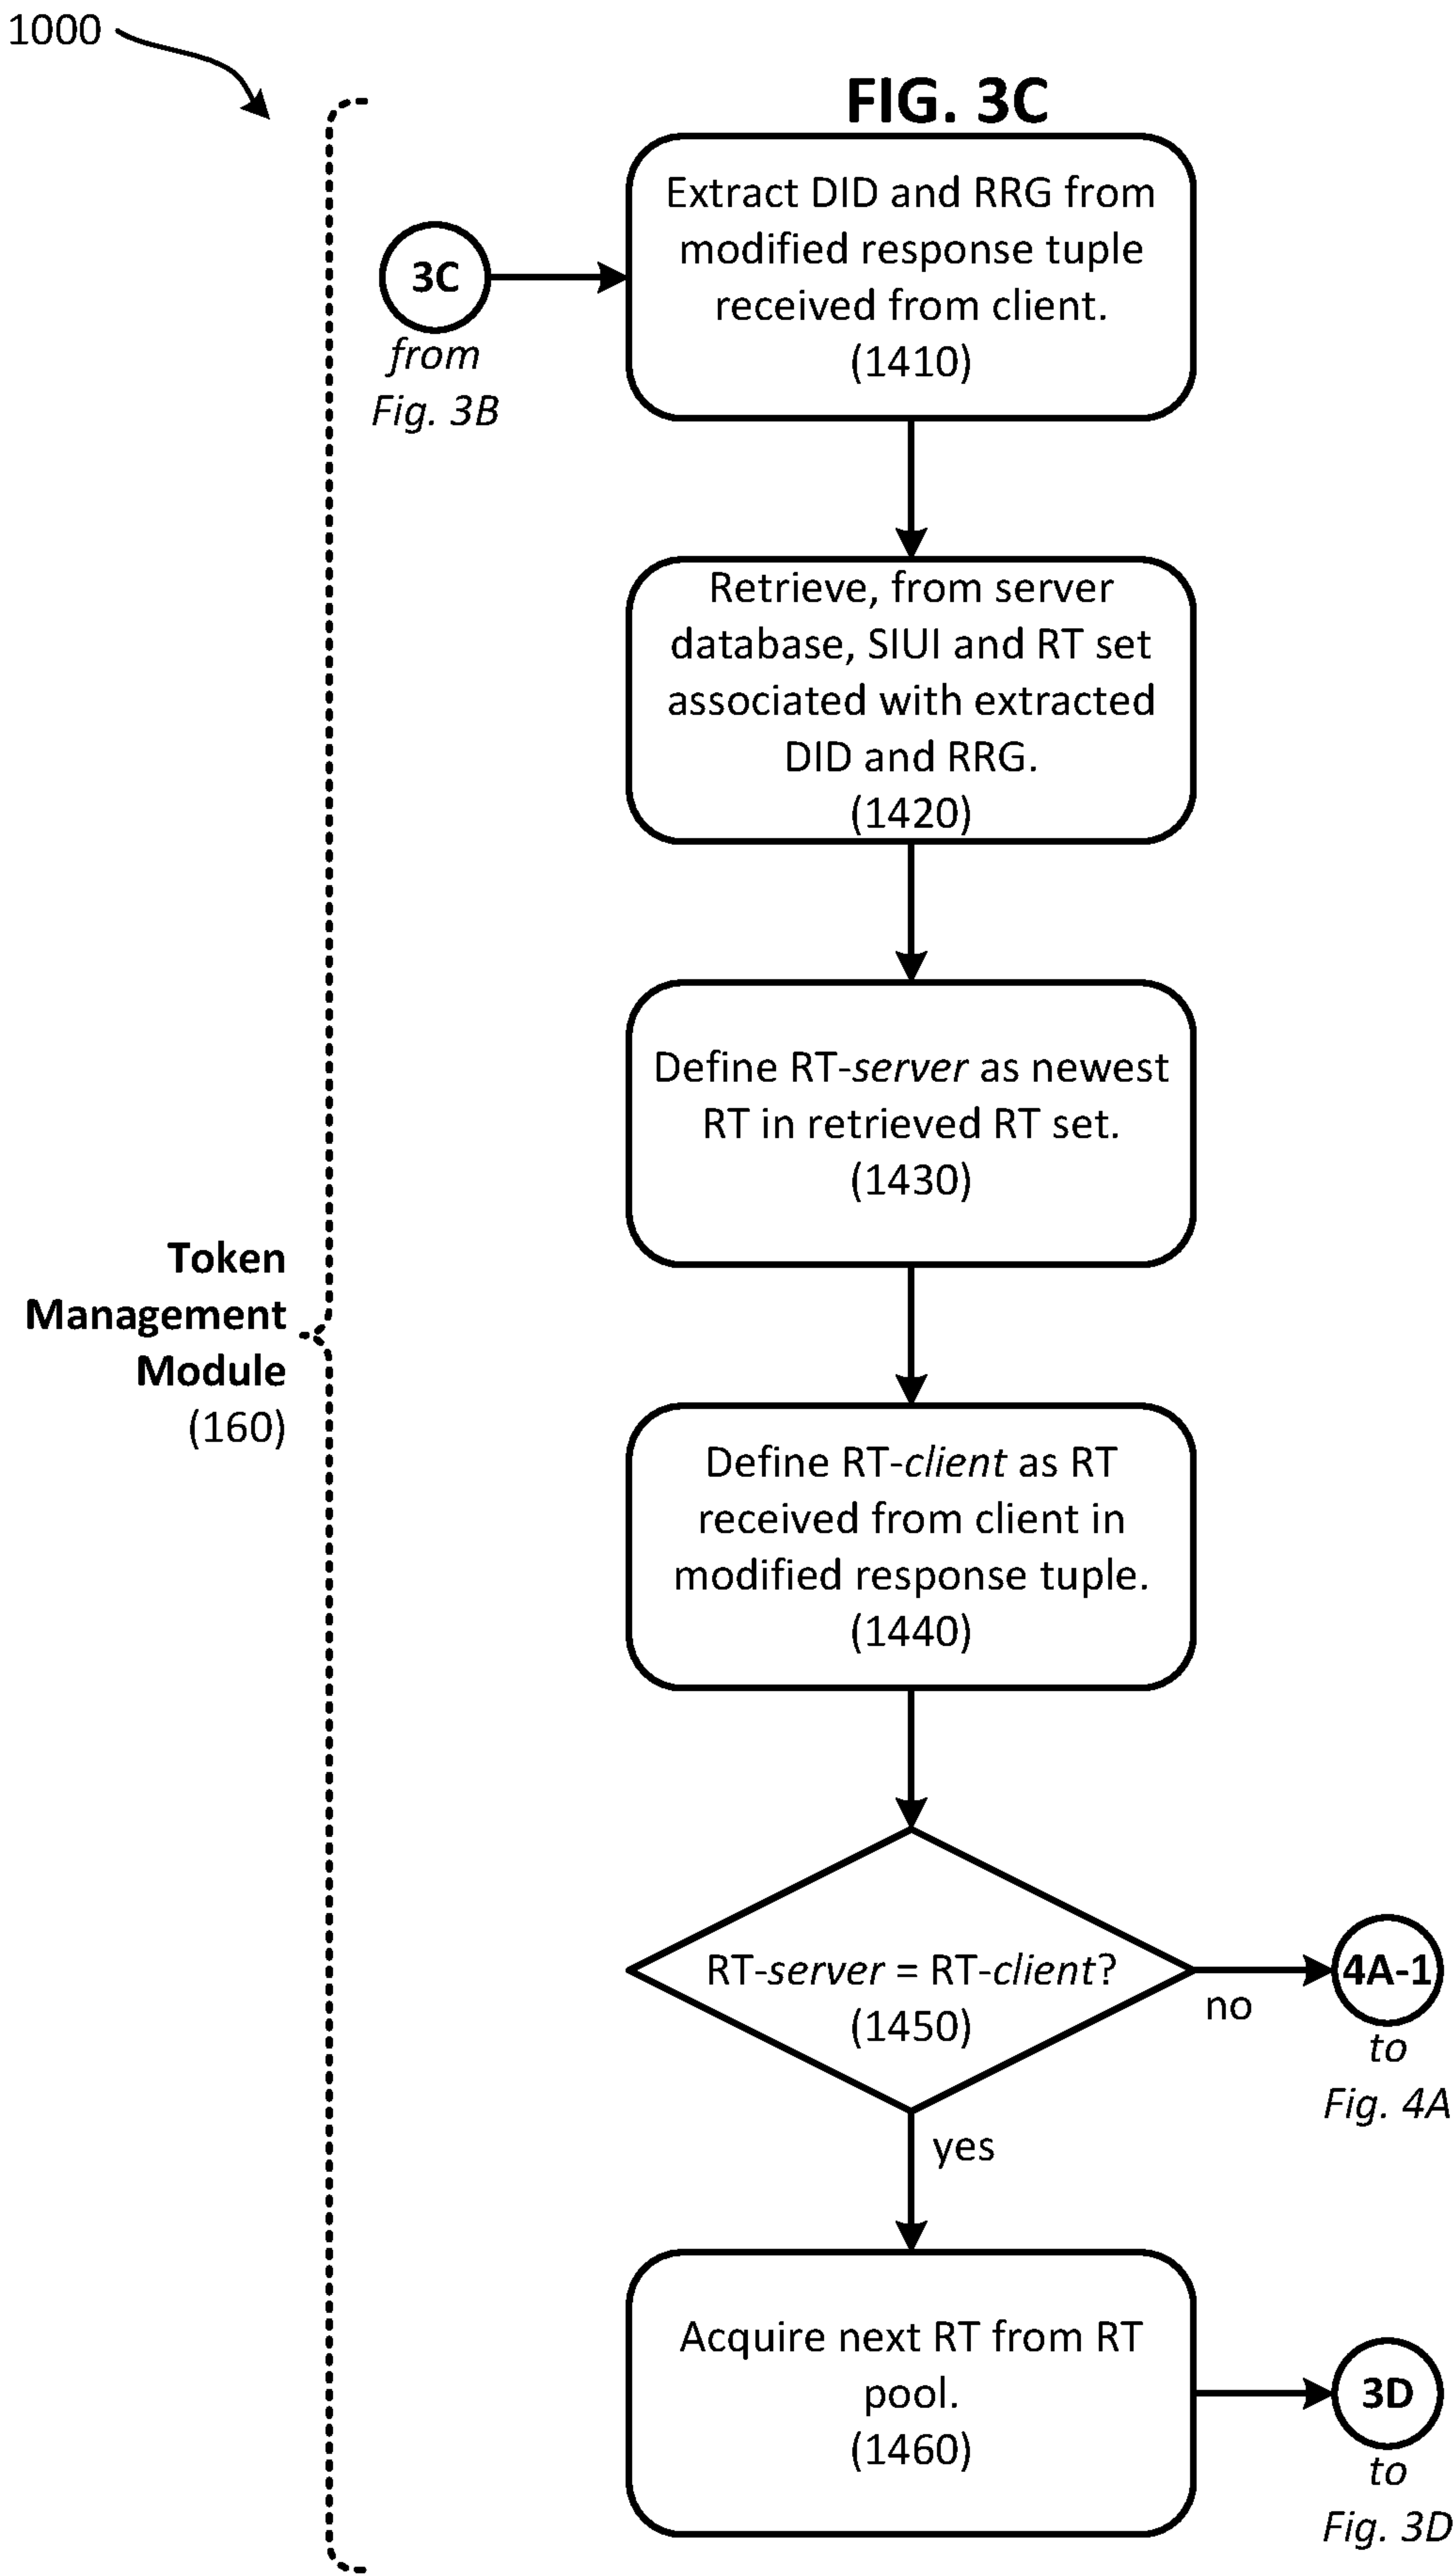 1000
FIG. 3C
Extract DID and RRG from
modified response tuple
received from client.
(1410)
3C
from
Fig. 3B
Retrieve, from server
database, SIUI and RT set
associated with extracted
DID and RRG.
(1420)
Define RT-server as newest
RT in retrieved RT set.
(1430)
Token
Management
Module
(160)
Define RT-client as RT
received from client in
modified response tuple.
(1440)
RT-server = RT-client?
(1450)
no
4A-1
to
Fig. 4A
yes
Acquire next RT from RT
pool.
(1460)
3D
to
Fig. 3D